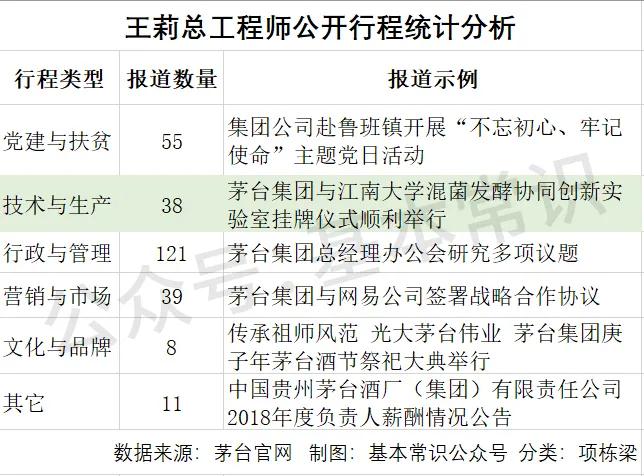 王莉总工程师公开行程统计分析
行程类型 报道数量 报道示例
党建与扶贫 55 集团公司赴鲁班镇开展“不忘初心、牢记
使命”主题党日活动
技术与生产 38 茅台集团与江南大学混菌发酵协同创新实
验室挂牌仪式顺利举行
行政与管理 121 茅台集团总经理办公会研究多项议题
营销与市场 39 茅台集团与网易公司签署战略合作协议
文化与品牌 8 传承祖师风范 光大茅台伟业 茅台集团庚
子年茅台酒节祭祀大典举行
其它 11 中国贵州茅台酒厂（集团）有限责任公司
2018年度负责人薪酬情况公告
数据来源：茅台官网 制图：基本常识公众号 分类：项栋梁
公众号·基本常识